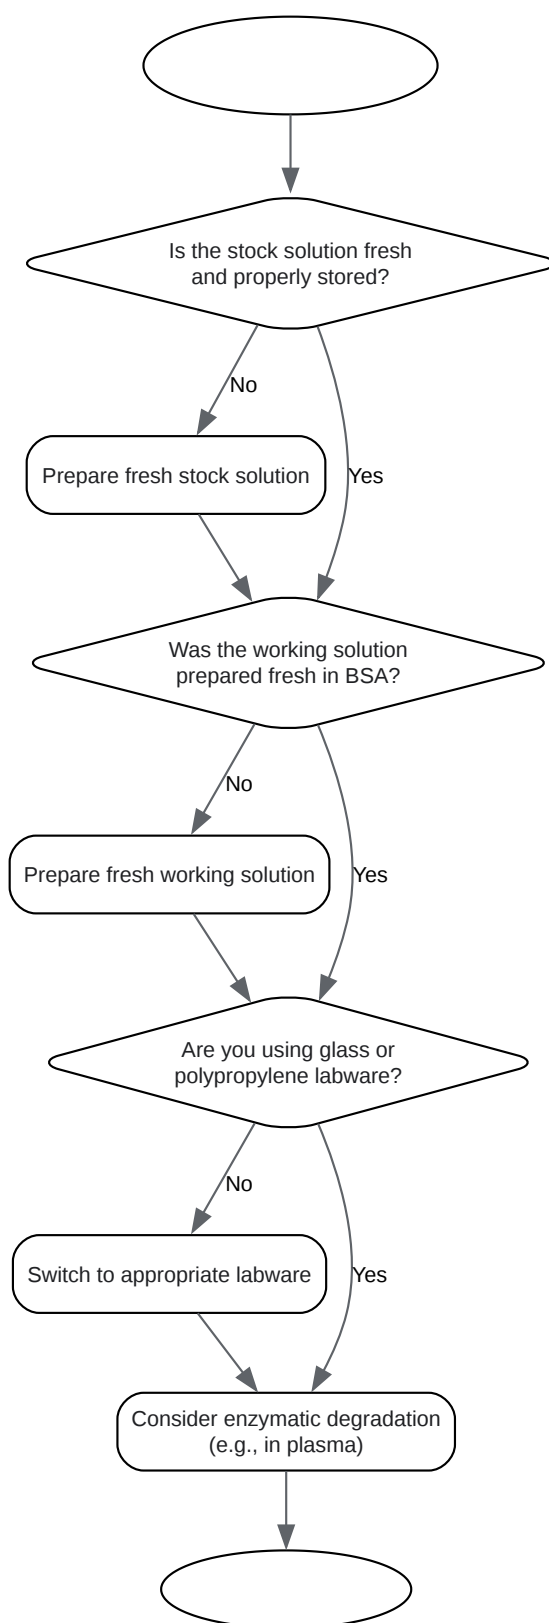 Is the stock solution fresh
and properly stored?
No
Prepare fresh stock solution
Yes
Was the working solution
prepared fresh in BSA?
No
Prepare fresh working solution
Yes
Are you using glass or
polypropylene labware?
No
Switch to appropriate labware
Yes
Consider enzymatic degradation
(e.g., in plasma)